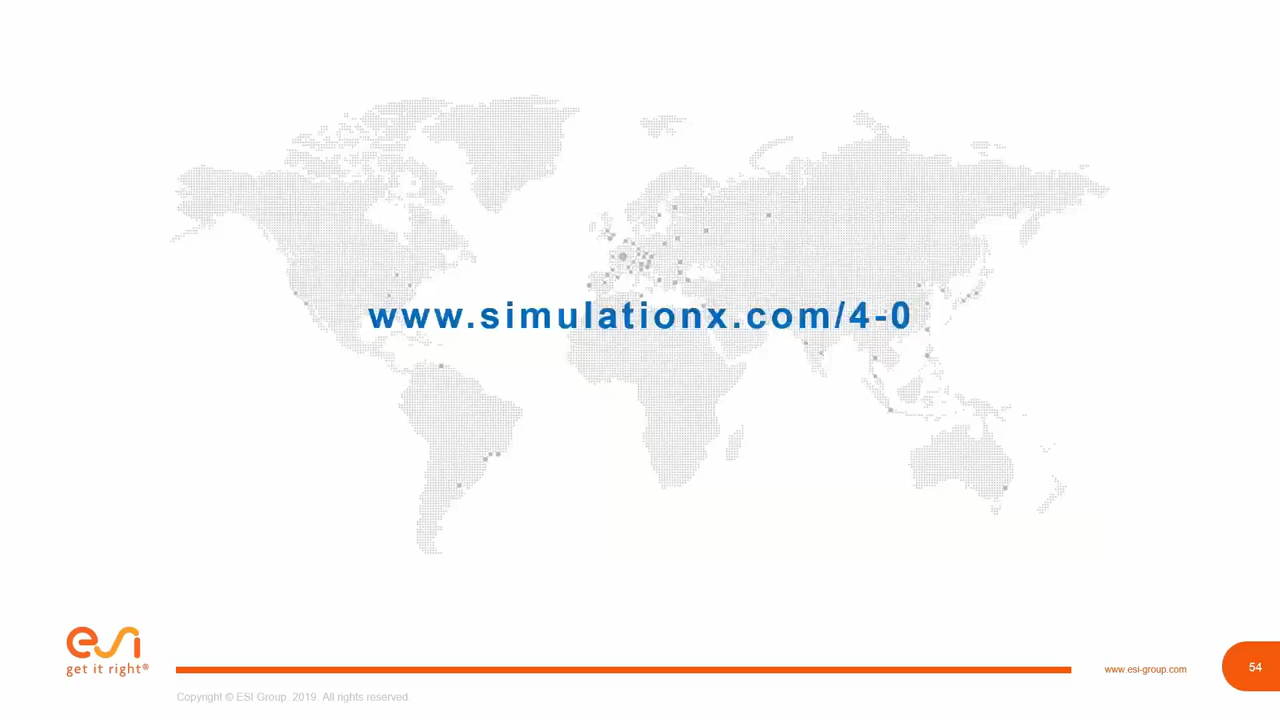 www.simulationx.com/4-0
esi
get it right®
www.esi-group.com
54
Copyright © ESI Group, 2019. All rights reserved.